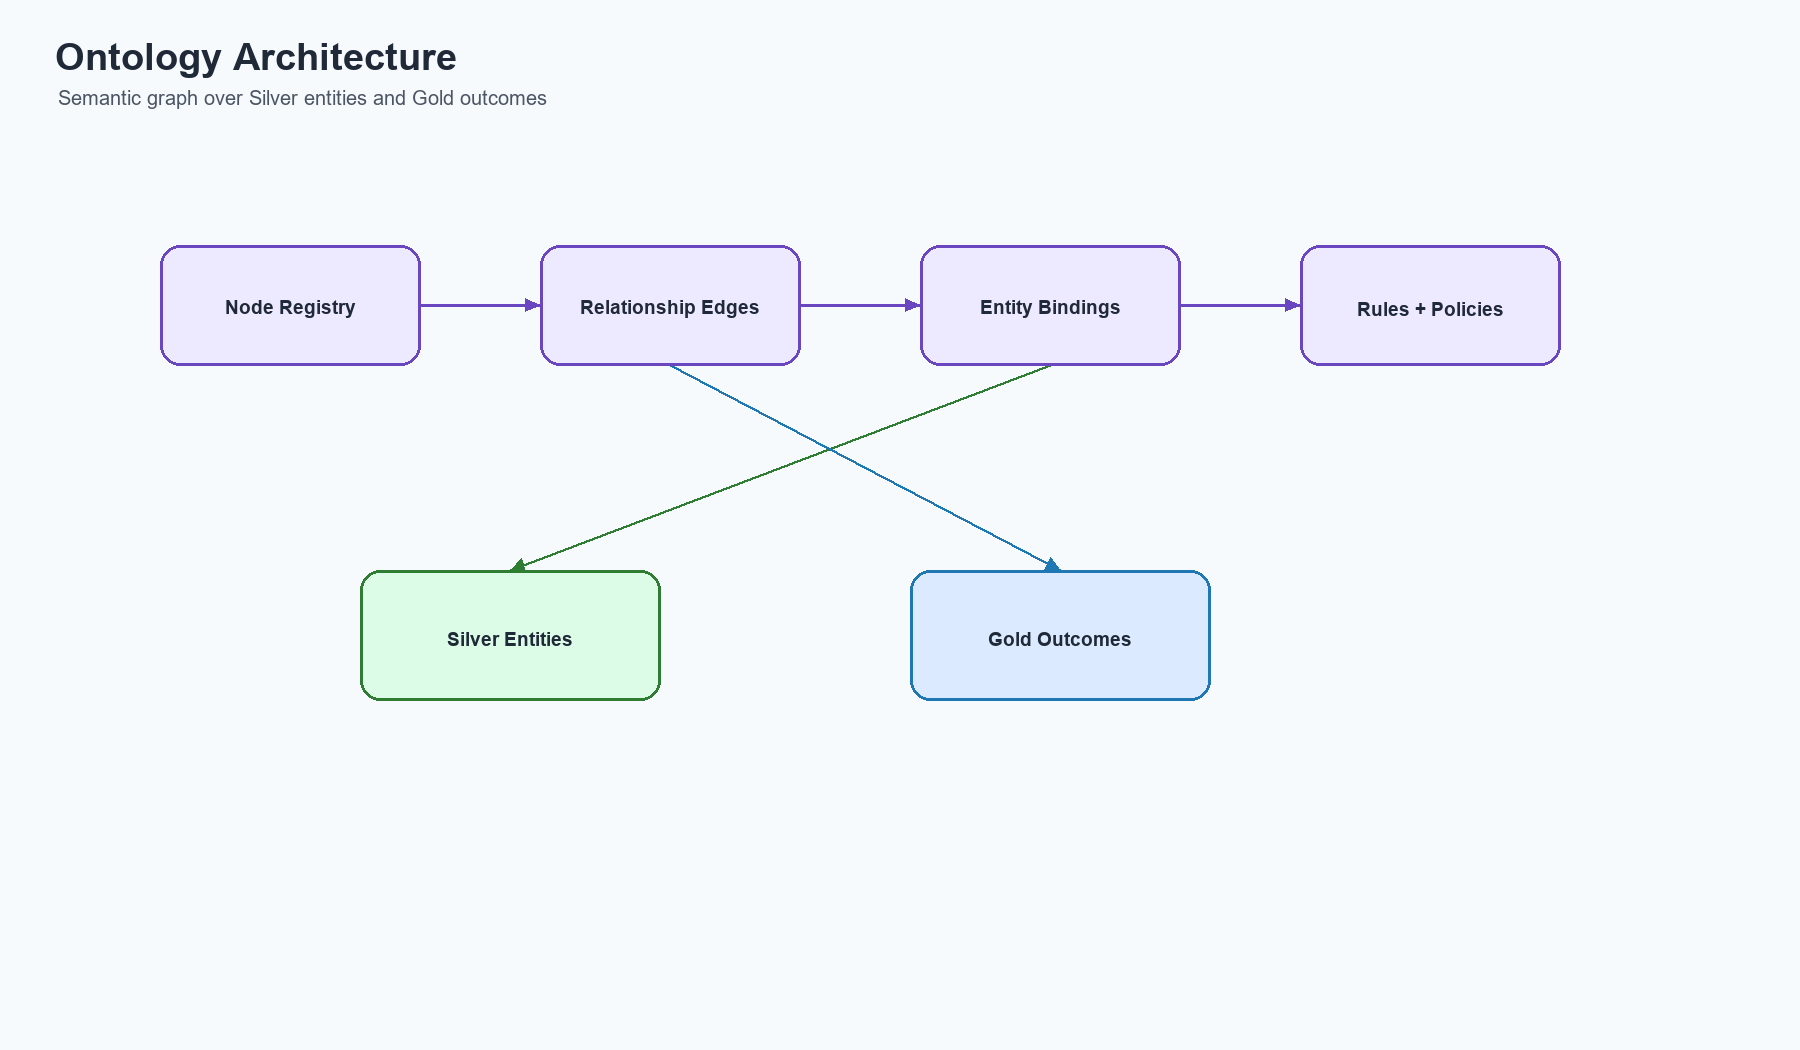 Ontology Architecture
Semantic graph over Silver entities and Gold outcomes
Node Registry
Relationship Edges
Entity Bindings
Rules + Policies
Silver Entities
Gold Outcomes